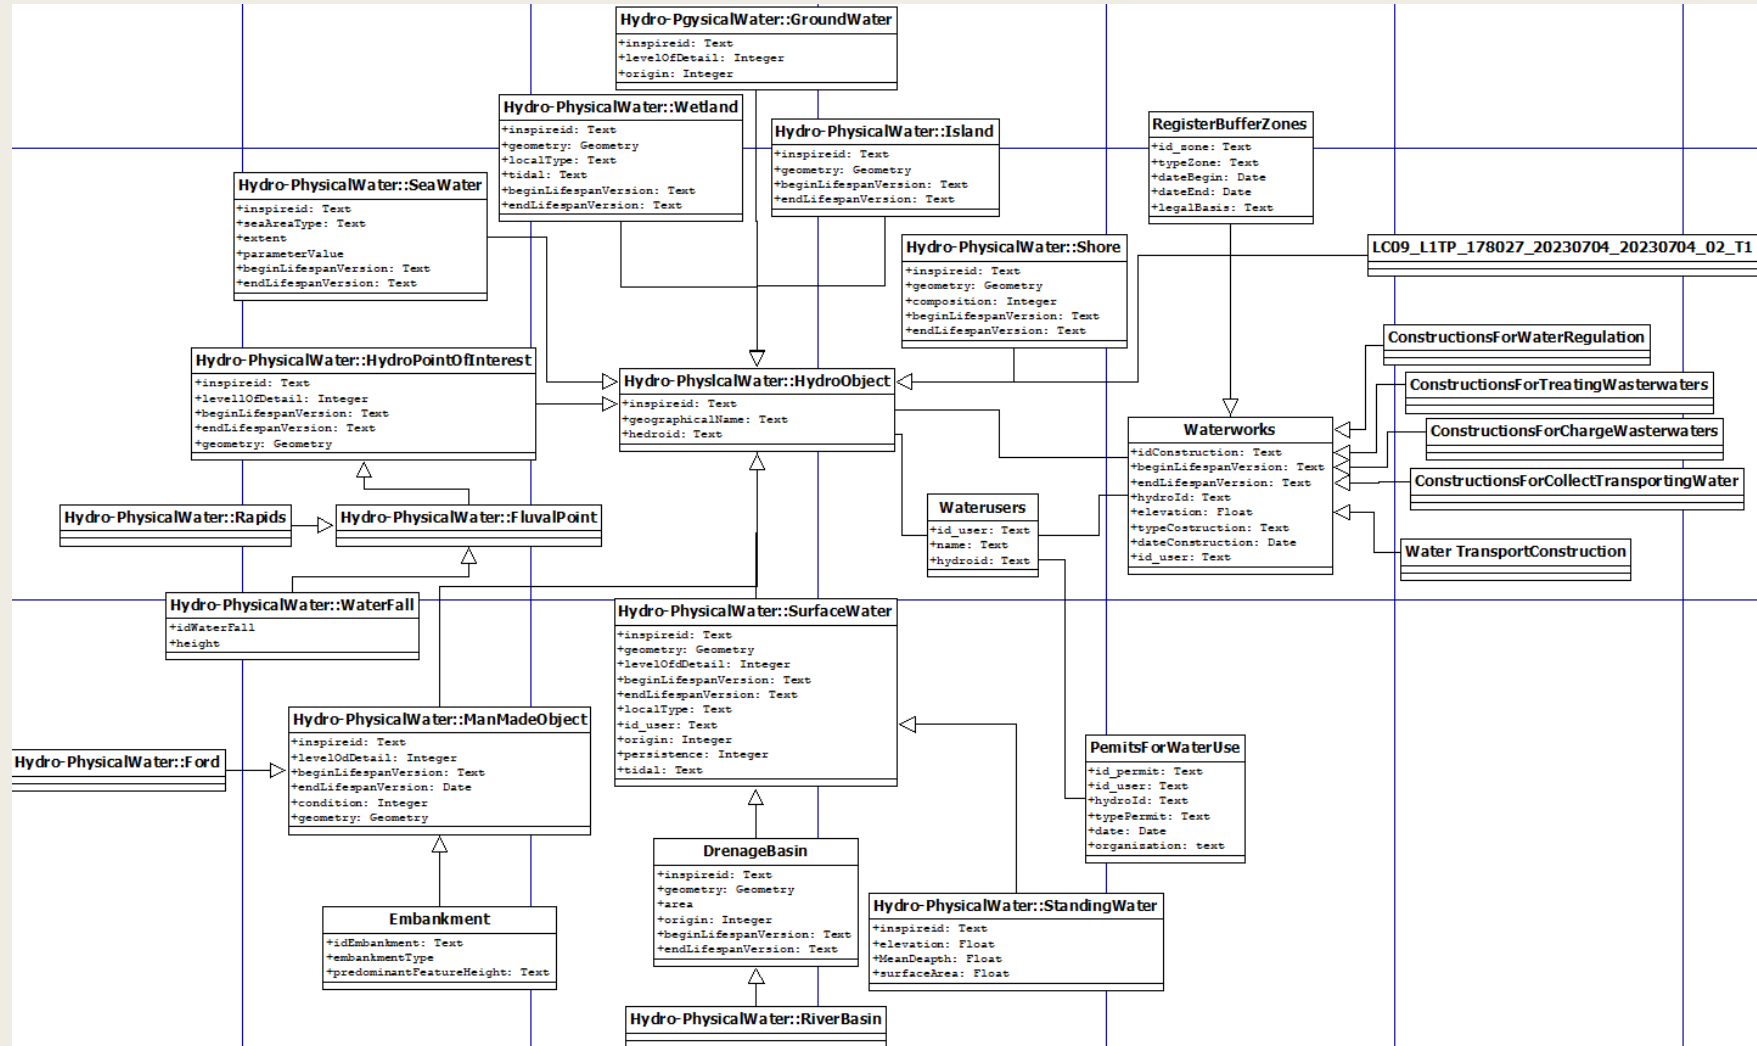 Hydro-PgysicalWater::GroundWater
+inspireid: Text
+levelOfDetail: Integer
+origin: Integer
Hydro-PhysicalWater::Wetland
+inspireid: Text
+geometry: Geometry
+localType: Text
+tidal: Text
+beginLifespanVersion: Text
+endLifespanVersion: Text
Hydro-PhysicalWater::Island
+inspireid: Text
+geometry: Geometry
+beginLifespanVersion: Text
+endLifespanVersion: Text
RegisterBufferZones
+id_zone: Text
+typeZone: Text
+dateBegin: Date
+dateEnd: Date
+legalBasis: Text
Hydro-PhysicalWater::SeaWater
+inspireid: Text
+seaAreaType: Text
+extent
+parameterValue
+beginLifespanVersion: Text
+endLifespanVersion: Text
Hydro-PhysicalWater::Shore
+inspireid: Text
+geometry: Geometry
+composition: Integer
+beginLifespanVersion: Text
+endLifespanVersion: Text
LC09_L1TP_178027_20230704_20230704_02_T1
ConstructionsForWaterRegulation
Hydro-PhysicalWater::HydroPointOfInterest
+inspireid: Text
+levellOfDetail: Integer
+beginLifespanVersion: Text
+endLifespanVersion: Text
+geometry: Geometry
Hydro-PhyslcalWater::HydroObject
+inspireid: Text
+geographicalName: Text
+hedroid: Text
ConstructionsForTreatingWasterwaters
ConstructionsForChargeWasterwaters
ConstructionsForCollectTransportingWater
Waterworks
+idConstruction: Text
+beginLifespanVersion: Text
+endLifespanVersion: Text
+hydroId: Text
+elevation: Float
+typeCostruction: Text
+dateConstruction: Date
+id_user: Text
Water TransportConstruction
Waterusers
+id_user: Text
+name: Text
+hydroid: Text
Hydro-PhysicalWater::Rapids
Hydro-PhysicalWater::FluvalPoint
Hydro-PhysicalWater::WaterFall
+idWaterFall
+height
Hydro-PhysicalWater::SurfaceWater
+inspireid: Text
+geometry: Geometry
+levelOfdDetail: Integer
+beginLifespanVersion: Text
+endLifespanVersion: Text
+localType: Text
+id_user: Text
+origin: Integer
+persistence: Integer
+tidal: Text
Hydro-PhysicalWater::ManMadeObject
+inspireid: Text
+levelOdDetail: Integer
+beginLifespanVersion: Text
+endLifespanVersion: Date
+condition: Integer
+geometry: Geometry
Hydro-PhysicalWater::Ford
PemitsForWaterUse
+id_permit: Text
+id_user: Text
+hydroId: Text
+typePermit: Text
+date: Date
+organization: text
DrenageBasin
+inspireid: Text
+geometry: Geometry
+area
+origin: Integer
+beginLifespanVersion: Text
+endLifespanVersion: Text
Hydro-PhysicalWater::StandingWater
+inspireid: Text
+elevation: Float
+MeanDeapth: Float
+surfaceArea: Float
Embankment
+idEmbankment: Text
+embankmentType
+predominantFeatureHeight: Text
Hydro-PhysicalWater::RiverBasin